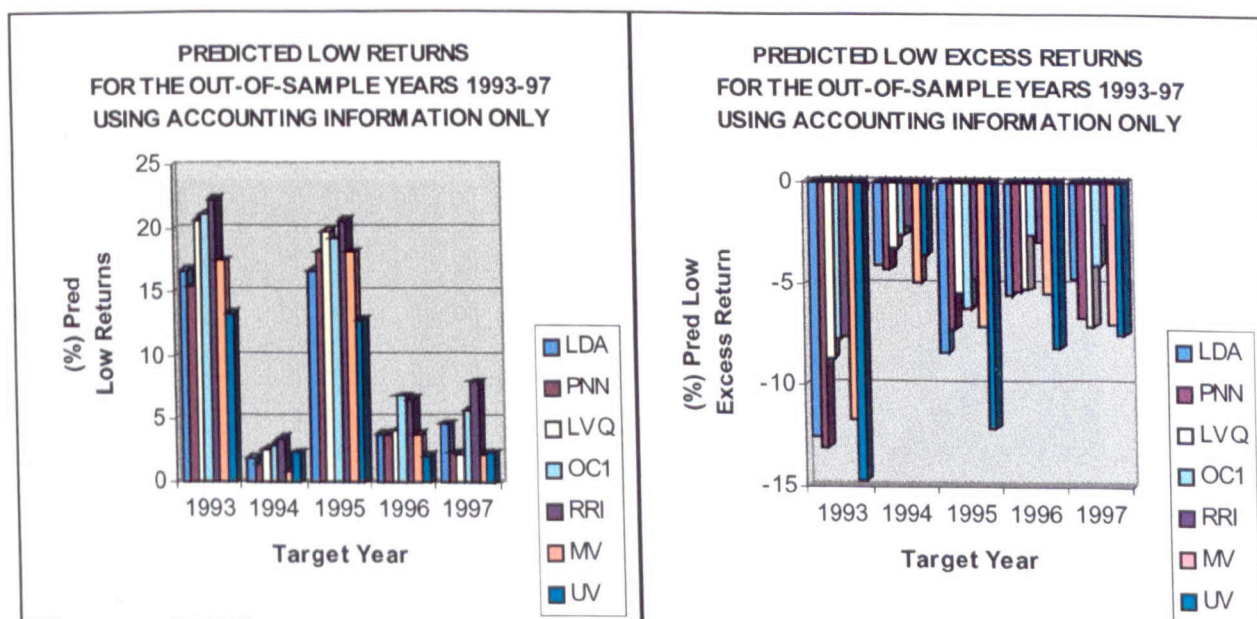 PREDICTED LOW RETURNS
FOR THE OUT-OF-SAMPLE YEARS 1993-97
USING ACCOUNTING INFORMATION ONLY
(%) Pred
Low Returns
25
20
15
10
5
0
1993 1994 1995 1996 1997
Target Year
LDA
PNN
LVQ
OC1
RRI
MV
UV
PREDICTED LOW EXCESS RETURNS
FOR THE OUT-OF-SAMPLE YEARS 1993-97
USING ACCOUNTING INFORMATION ONLY
(%) Pred Low
Excess Return
0
-5
-10
-15
1993 1994 1995 1996 1997
Target Year
LDA
PNN
LVQ
OC1
RRI
MV
UV